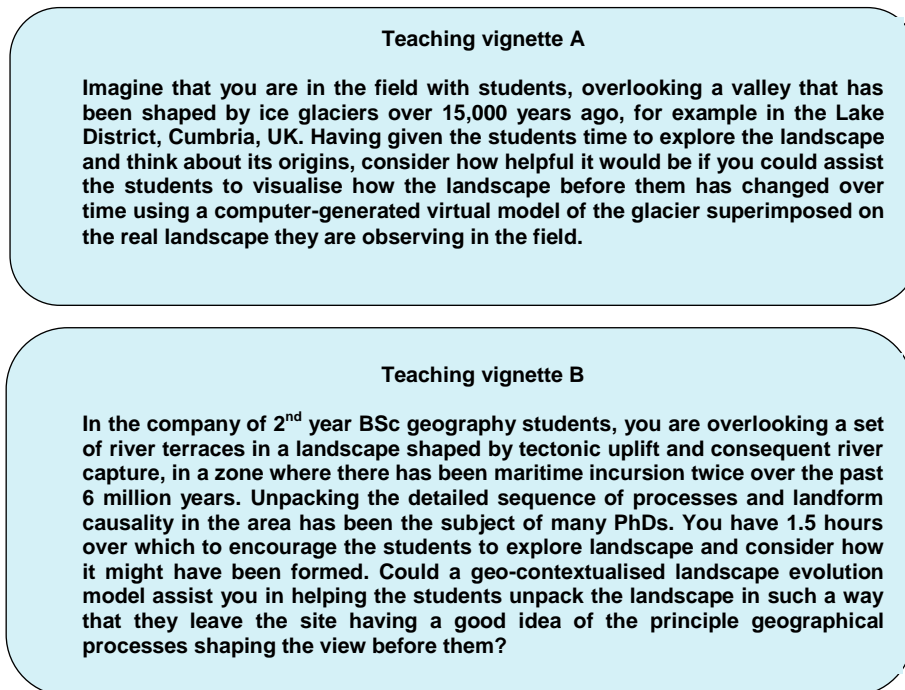 Teaching vignette A
Imagine that you are in the field with students, overlooking a valley that has
been shaped by ice glaciers over 15,000 years ago, for example in the Lake
District, Cumbria, UK. Having given the students time to explore the landscape
and think about its origins, consider how helpful it would be if you could assist
the students to visualise how the landscape before them has changed over
time using a computer-generated virtual model of the glacier superimposed on
the real landscape they are observing in the field.
Teaching vignette B
In the company of 2nd year BSc geography students, you are overlooking a set
of river terraces in a landscape shaped by tectonic uplift and consequent river
capture, in a zone where there has been maritime incursion twice over the past
6 million years. Unpacking the detailed sequence of processes and landform
causality in the area has been the subject of many PhDs. You have 1.5 hours
over which to encourage the students to explore landscape and consider how
it might have been formed. Could a geo-contextualised landscape evolution
model assist you in helping the students unpack the landscape in such a way
that they leave the site having a good idea of the principle geographical
processes shaping the view before them?